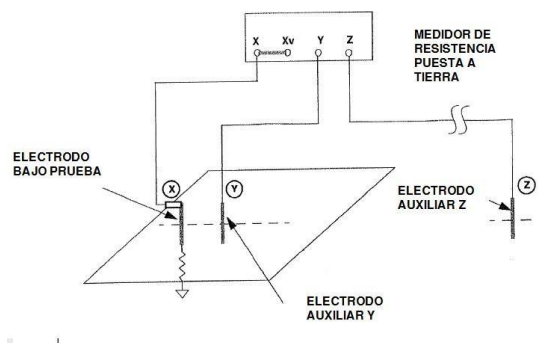 X Xv Y Z
MEDIDOR DE
RESISTENCIA
PUESTA A
TIERRA
ELECTRODO
BAJO PRUEBA
X
Y
ELECTRODO
AUXILIAR Z
Z
ELECTRODO
AUXILIAR Y